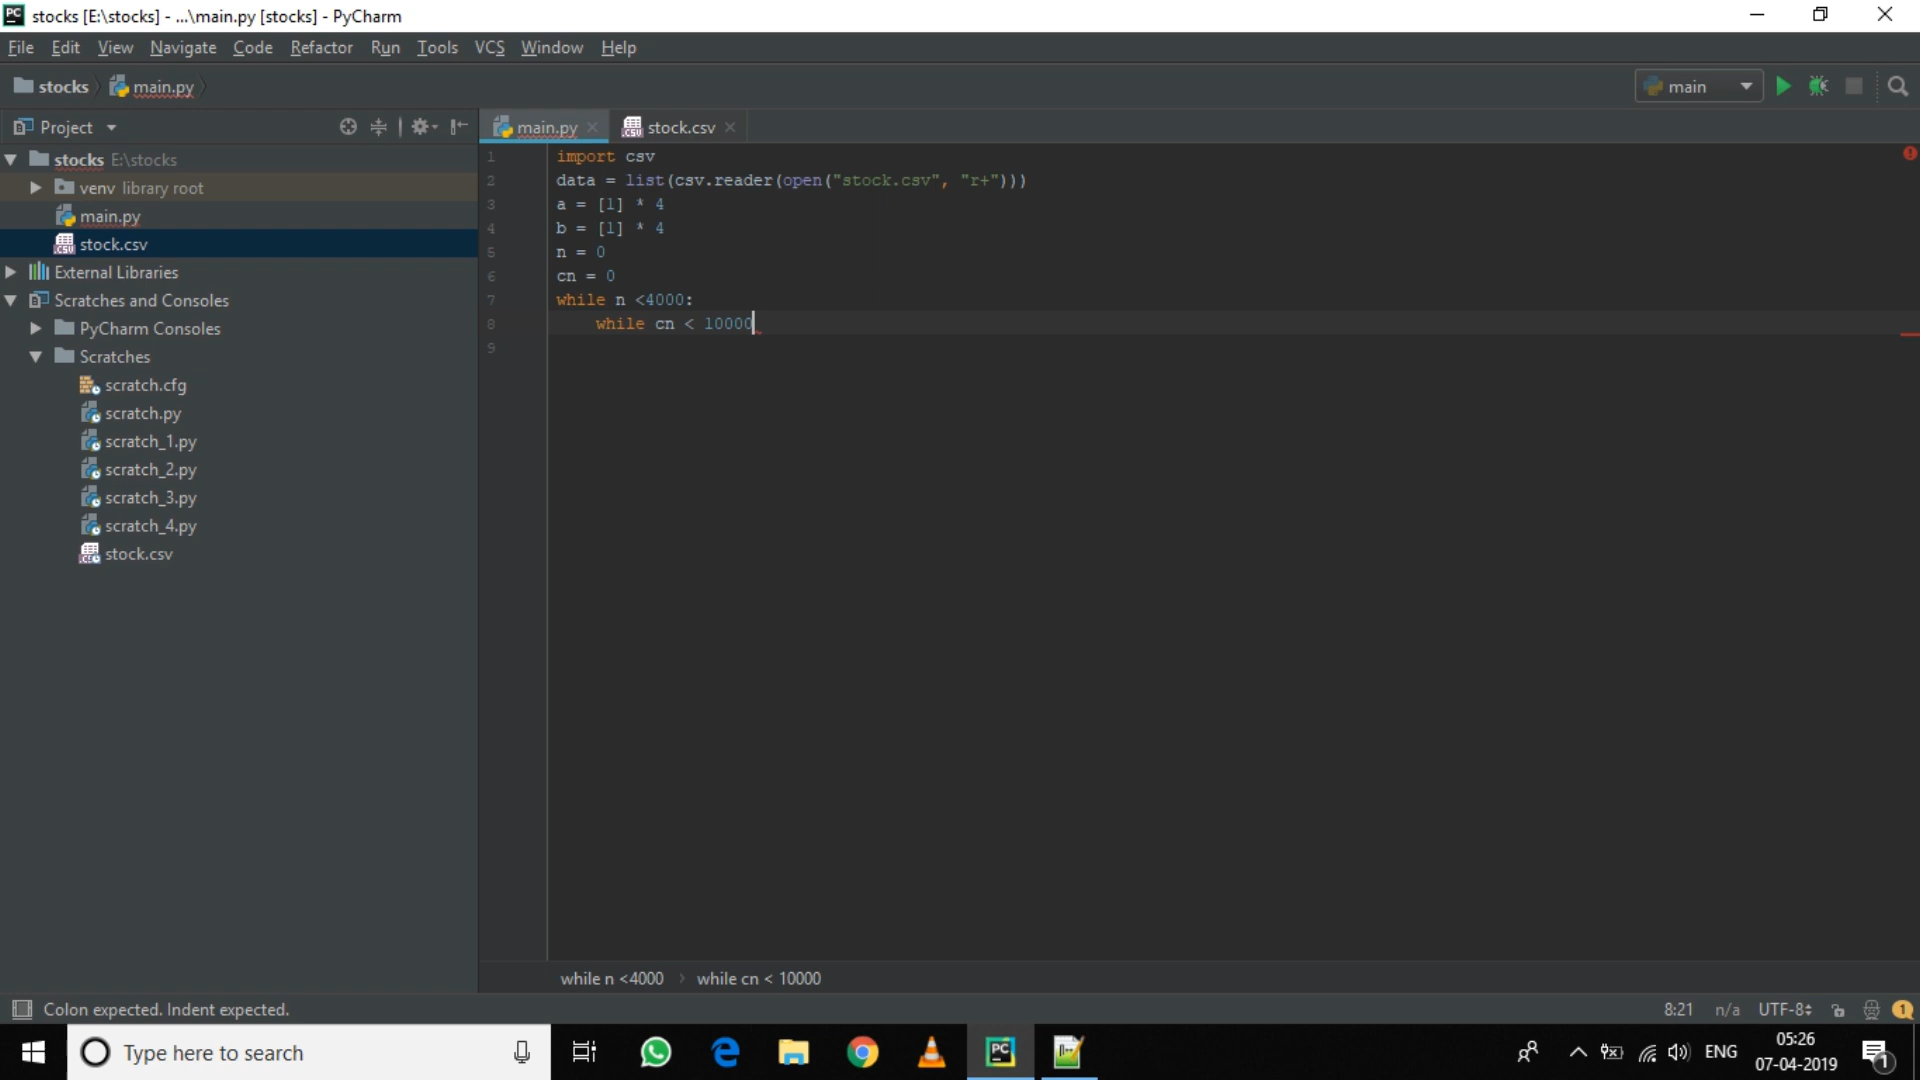 stocks [E:\stocks] - ...\main.py [stocks] - PyCharm
File Edit View Navigate Code Refactor Run Tools VCS Window Help
stocks main.py main
Project main.py stock.csv
stocks E:\stocks
venv library root
main.py
stock.csv
External Libraries
Scratches and Consoles
PyCharm Consoles
Scratches
scratch.cfg
scratch.py
scratch_1.py
scratch_2.py
scratch_3.py
scratch_4.py
stock.csv
1 import csv
2 data = list(csv.reader(open("stock.csv", "r+")))
3 a = [1] * 4
4 b = [1] * 4
5 n = 0
6 cn = 0
7 while n <4000:
8 while cn < 10000
9
while n <4000 while cn < 10000
Colon expected. Indent expected. 8:21 n/a UTF-8 1
Type here to search ENG 05:26
07-04-2019 1